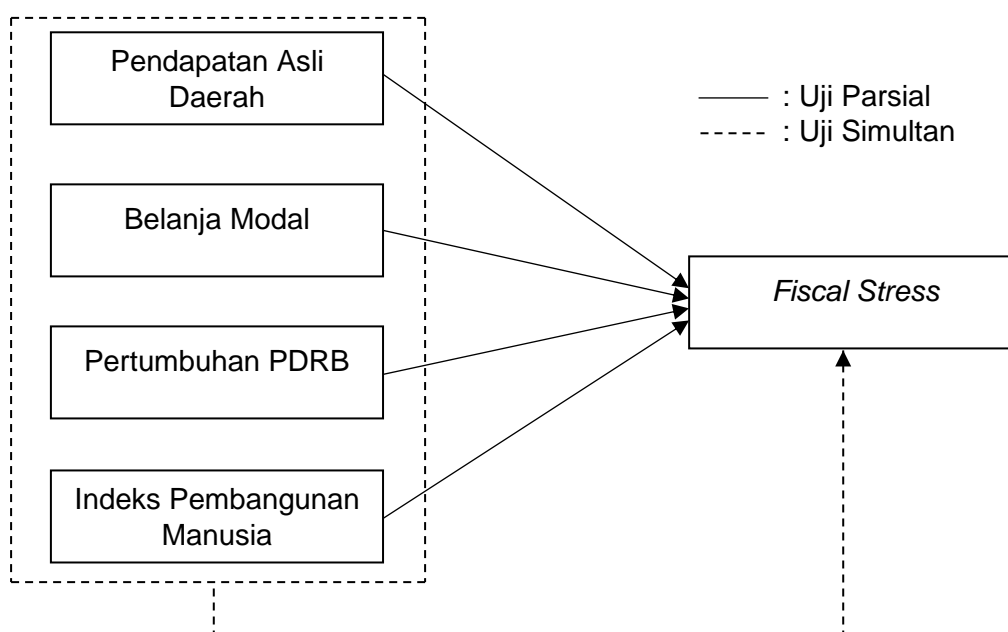 Pendapatan Asli
Daerah
: Uji Parsial
: Uji Simultan
Belanja Modal
Fiscal Stress
Pertumbuhan PDRB
Indeks Pembangunan
Manusia